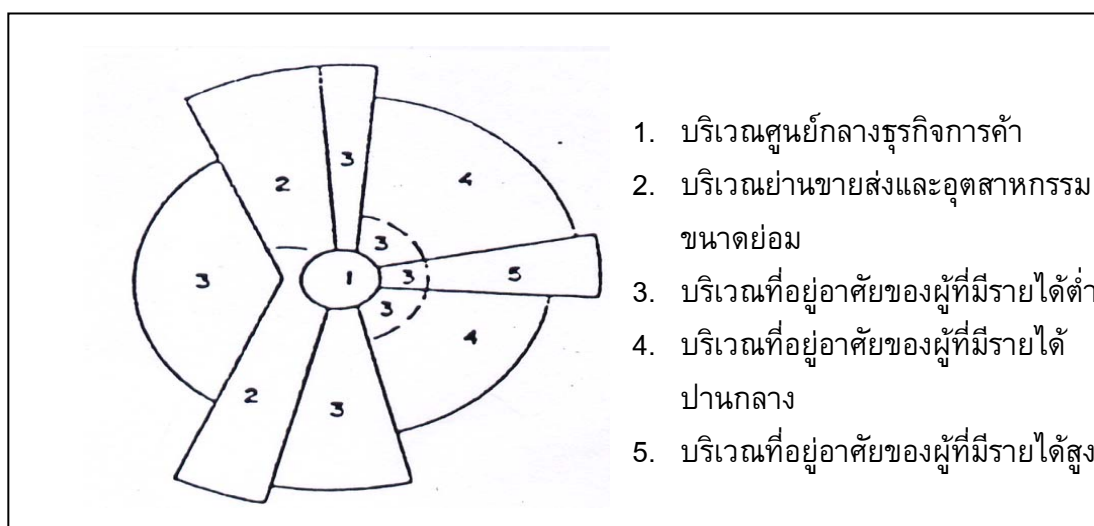 3
4
2
3
3
1
3
5
3
4
2
3
1. บริเวณศูนย์กลางธุรกิจการค้า
2. บริเวณย่านขายส่งและอุตสาหกรรม
ขนาดย่อม
3. บริเวณที่อยู่อาศัยของผู้ที่มีรายได้ต่ำ
4. บริเวณที่อยู่อาศัยของผู้ที่มีรายได้
ปานกลาง
5. บริเวณที่อยู่อาศัยของผู้ที่มีรายได้สูง